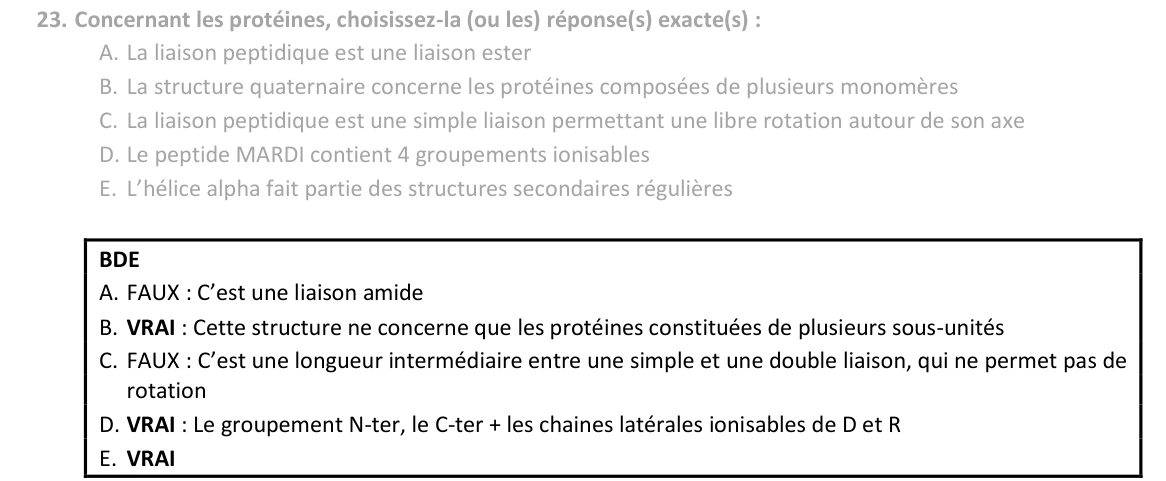 23. Concernant les protéines, choisissez-la (ou les) réponse(s) exacte(s) :
A. La liaison peptidique est une liaison ester
B. La structure quaternaire concerne les protéines composées de plusieurs monomères
C. La liaison peptidique est une simple liaison permettant une libre rotation autour de son axe
D. Le peptide MARDI contient 4 groupements ionisables
E. L’hélice alpha fait partie des structures secondaires régulières
BDE
A. FAUX : C’est une liaison amide
B. VRAI : Cette structure ne concerne que les protéines constituées de plusieurs sous-unités
C. FAUX : C’est une longueur intermédiaire entre une simple et une double liaison, qui ne permet pas de
rotation
D. VRAI : Le groupement N-ter, le C-ter + les chaines latérales ionisables de D et R
E. VRAI